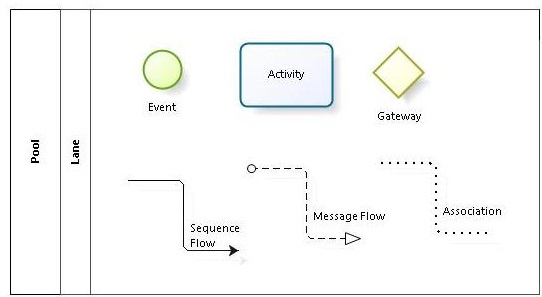 Pool
Lane
Event
Activity
Gateway
Sequence
Flow
Message Flow
Association